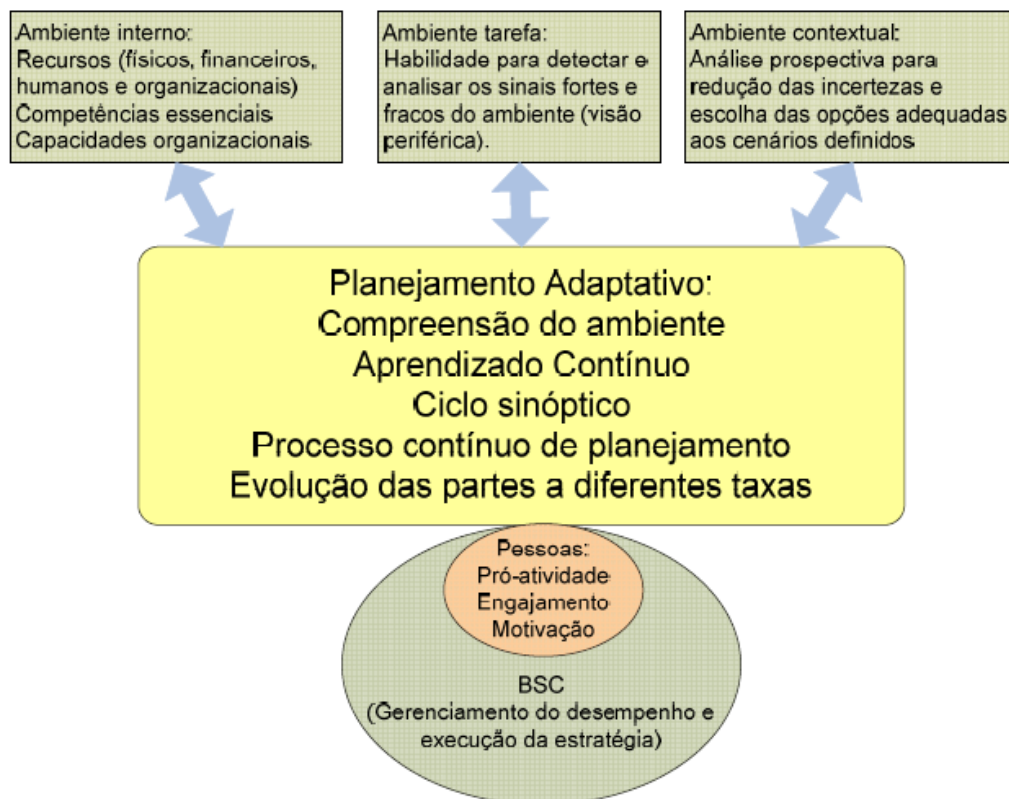 Ambiente interno:
Recursos (físicos, financeiros,
humanos e organizacionais)
Competências essenciais
Capacidades organizacionais
Ambiente tarefa:
Habilidade para detectar e
analisar os sinais fortes e
fracos do ambiente (visão
periférica).
Ambiente contextual:
Análise prospectiva para
redução das incertezas e
escolha das opções adequadas
aos cenários definidos
Planejamento Adaptativo:
Compreensão do ambiente
Aprendizado Contínuo
Ciclo sinóptico
Processo contínuo de planejamento
Evolução das partes a diferentes taxas
Pessoas:
Pró-atividade
Engajamento
Motivação
BSC
(Gerenciamento do desempenho e
execução da estratégia)